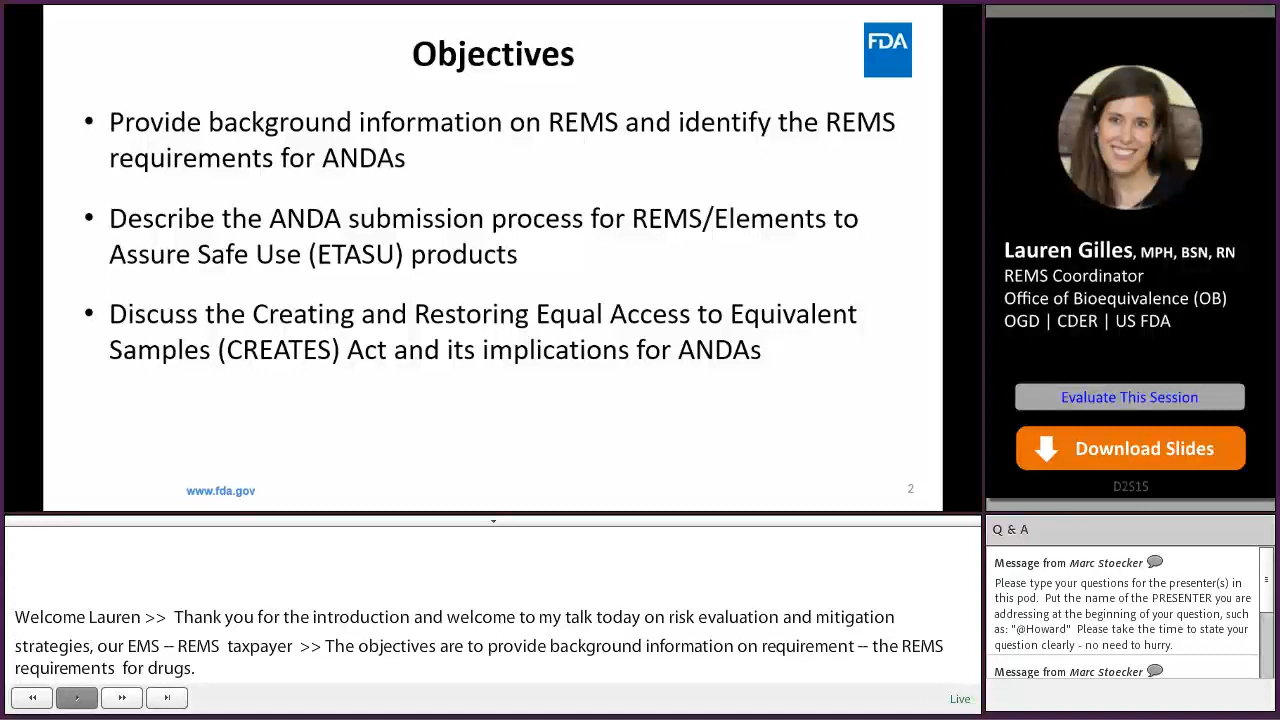 Objectives
FDA
• Provide background information on REMS and identify the REMS
requirements for ANDAs
• Describe the ANDA submission process for REMS/Elements to
Assure Safe Use (ETASU) products
• Discuss the Creating and Restoring Equal Access to Equivalent
Samples (CREATES) Act and its implications for ANDAs
www.fda.gov
2
Lauren Gilles, MPH, BSN, RN
REMS Coordinator
Office of Bioequivalence (OB)
OGD | CDER | US FDA
Evaluate This Session
Download Slides
D2S15
Welcome Lauren >> Thank you for the introduction and welcome to my talk today on risk evaluation and mitigation
strategies, our EMS -- REMS taxpayer >> The objectives are to provide background information on requirement -- the REMS
requirements for drugs.
Live
Q & A
Message from Marc Stoecker
Please type your questions for the presenter(s) in
this pod. Put the name of the PRESENTER you are
addressing at the beginning of your question, such
as: "@Howard" Please take the time to state your
question clearly - no need to hurry.
Message from Marc Stoecker